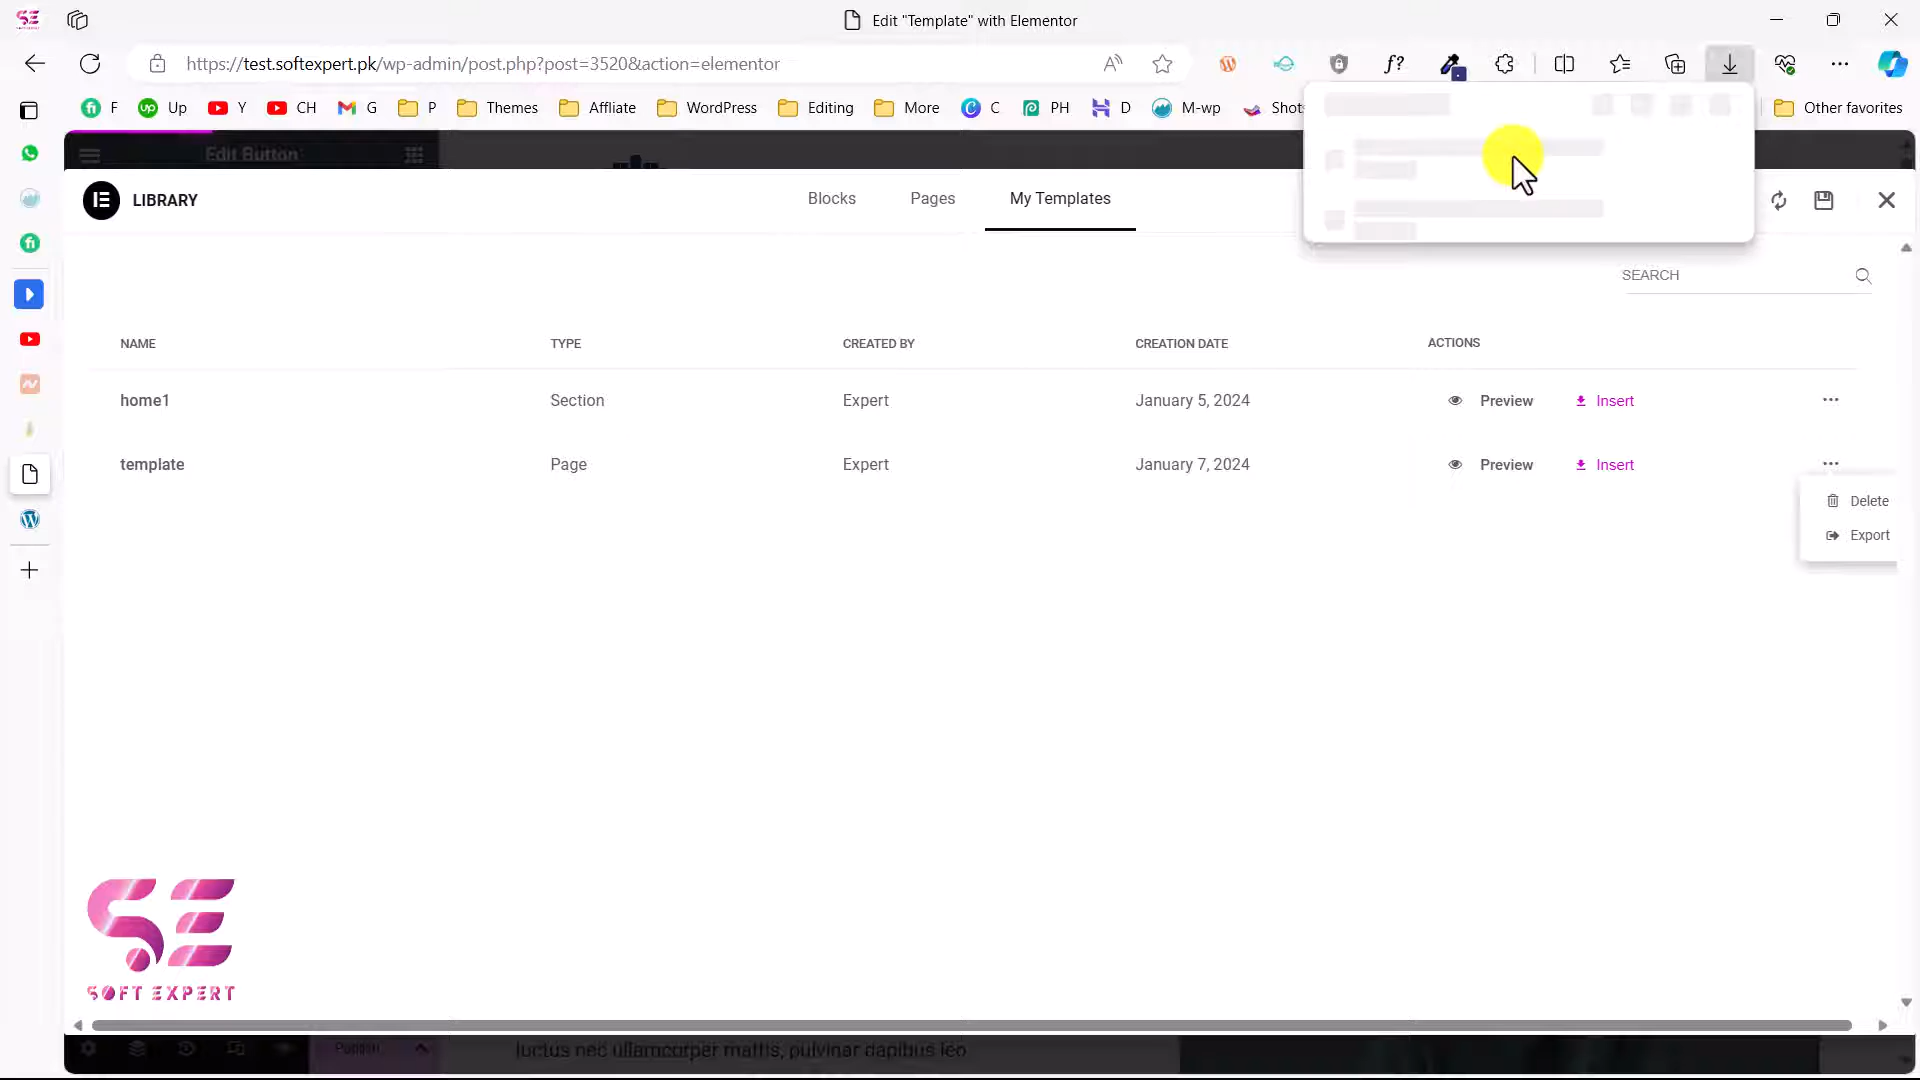 Edit "Template" with Elementor
https://test.softexpert.pk/wp-admin/post.php?post=3520&action=elementor
F Up Y CH G P Themes Affliate WordPress Editing More C PH D M-wp Shots Other favorites
Edit Button
LIBRARY Blocks Pages My Templates
SEARCH
NAME TYPE CREATED BY CREATION DATE ACTIONS
home1 Section Expert January 5, 2024 Preview Insert
template Page Expert January 7, 2024 Preview Insert
Delete
Export
SOFT EXPERT
Publish luctus nec ullamcorper mattis, pulvinar dapibus leo